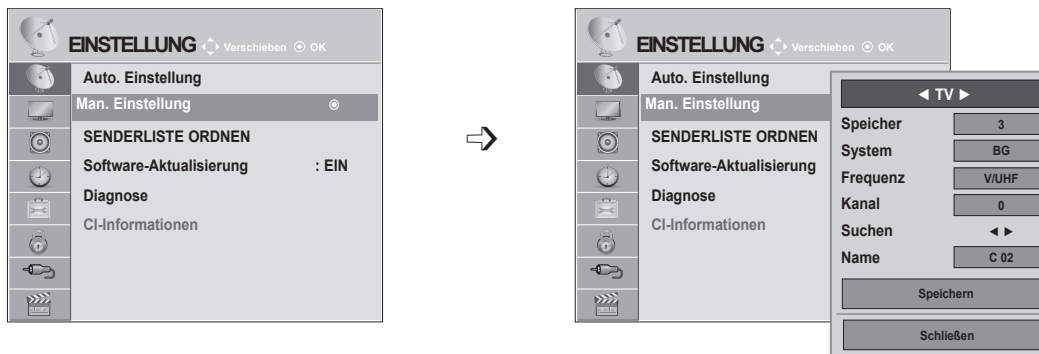 EINSTELLUNG Verschieben OK
Auto. Einstellung
Man. Einstellung
SENDERLISTE ORDNEN
Software-Aktualisierung : EIN
Diagnose
CI-Informationen
EINSTELLUNG Verschieben OK
Auto. Einstellung
Man. Einstellung
SENDERLISTE ORDNEN
Software-Aktualisierung
Diagnose
CI-Informationen
◄ TV ►
Speicher 3
System BG
Frequenz V/UHF
Kanal 0
Suchen ◄ ►
Name C 02
Speichern
Schließen